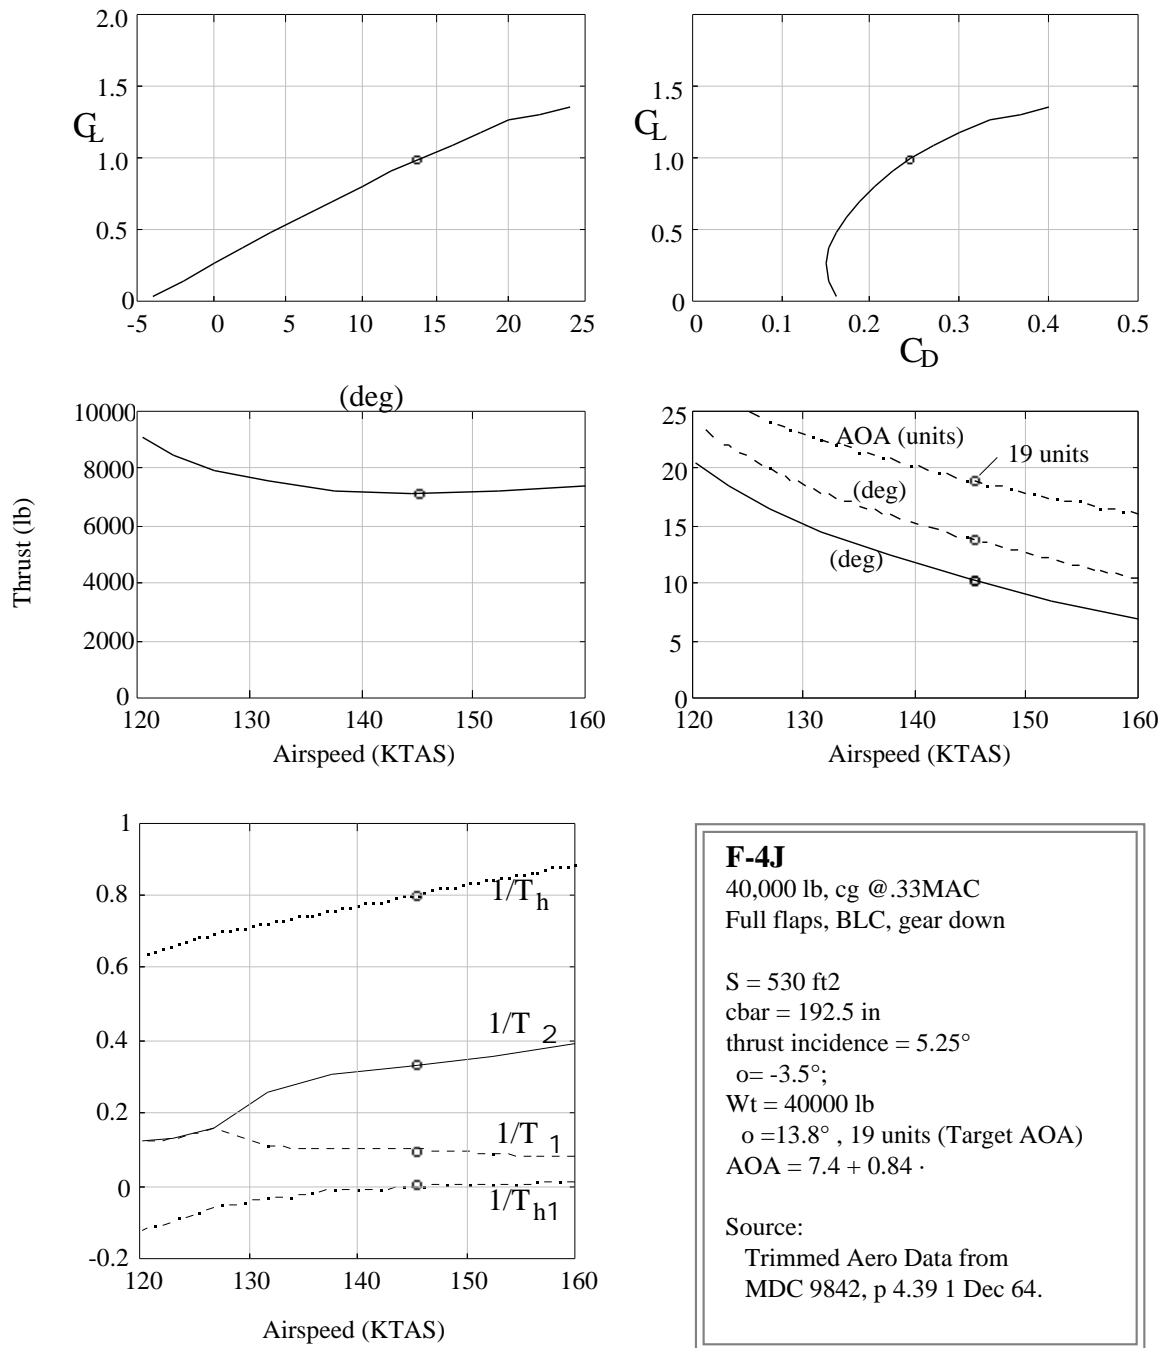 2.0
1.5
C_L
1.0
0.5
0
-5 0 5 10 15 20 25
(deg)
1.5
C_L
1.0
0.5
0
0 0.1 0.2 0.3 0.4 0.5
C_D
10000
8000
6000
4000
2000
0
Thrust (lb)
120 130 140 150 160
Airspeed (KTAS)
25
20
15
10
5
0
AOA (units)
19 units
(deg)
(deg)
120 130 140 150 160
Airspeed (KTAS)
1
0.8
0.6
0.4
0.2
0
-0.2
1/T_h
1/T_2
1/T_1
1/T_h1
120 130 140 150 160
Airspeed (KTAS)
F-4J
40,000 lb, cg @.33MAC
Full flaps, BLC, gear down
S = 530 ft2
cbar = 192.5 in
thrust incidence = 5.25°
o= -3.5°;
Wt = 40000 lb
o =13.8° , 19 units (Target AOA)
AOA = 7.4 + 0.84 ·
Source:
Trimmed Aero Data from
MDC 9842, p 4.39 1 Dec 64.